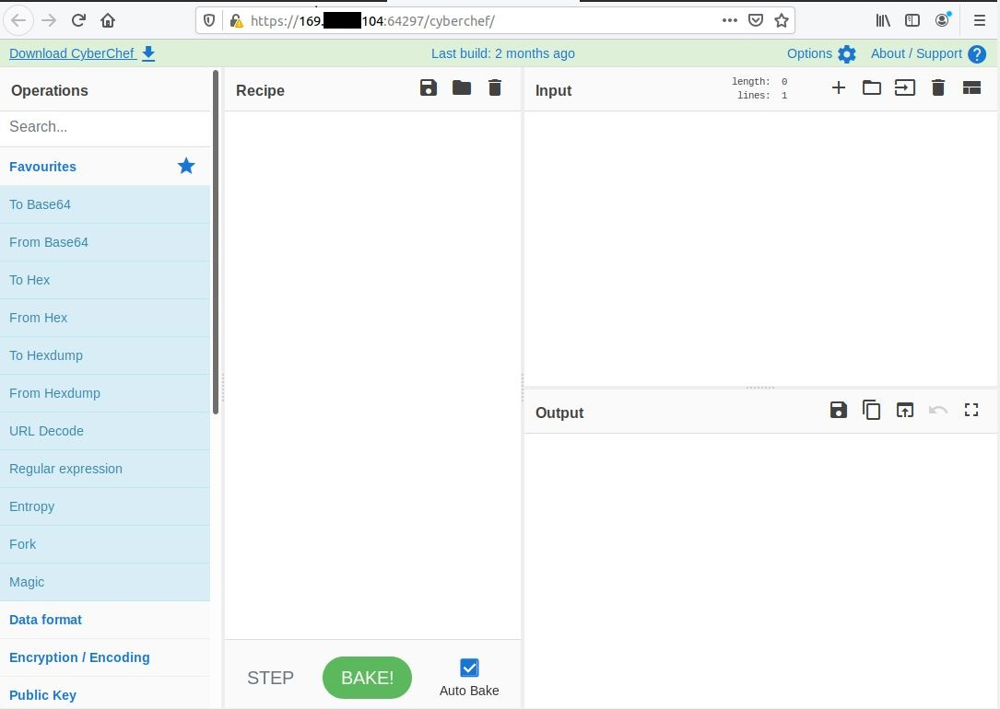 https://169.104:64297/cyberchef/
Download CyberChef
Last build: 2 months ago
Options
About / Support
Operations
Search...
Favourites
To Base64
From Base64
To Hex
From Hex
To Hexdump
From Hexdump
URL Decode
Regular expression
Entropy
Fork
Magic
Data format
Encryption / Encoding
Public Key
Recipe
STEP
BAKE!
Auto Bake
Input
length: 0
lines: 1
Output